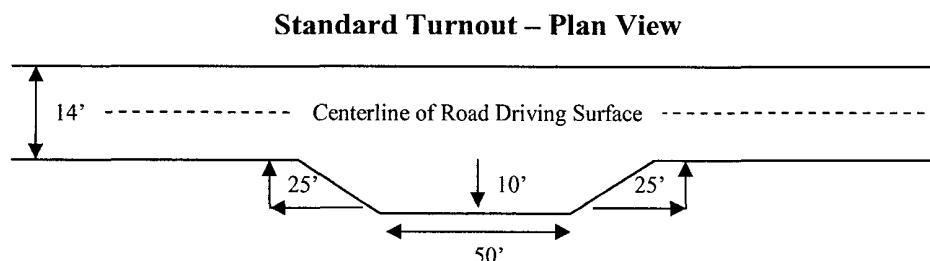 Standard Turnout – Plan View
14’
Centerline of Road Driving Surface
25’
10’
25’
50’